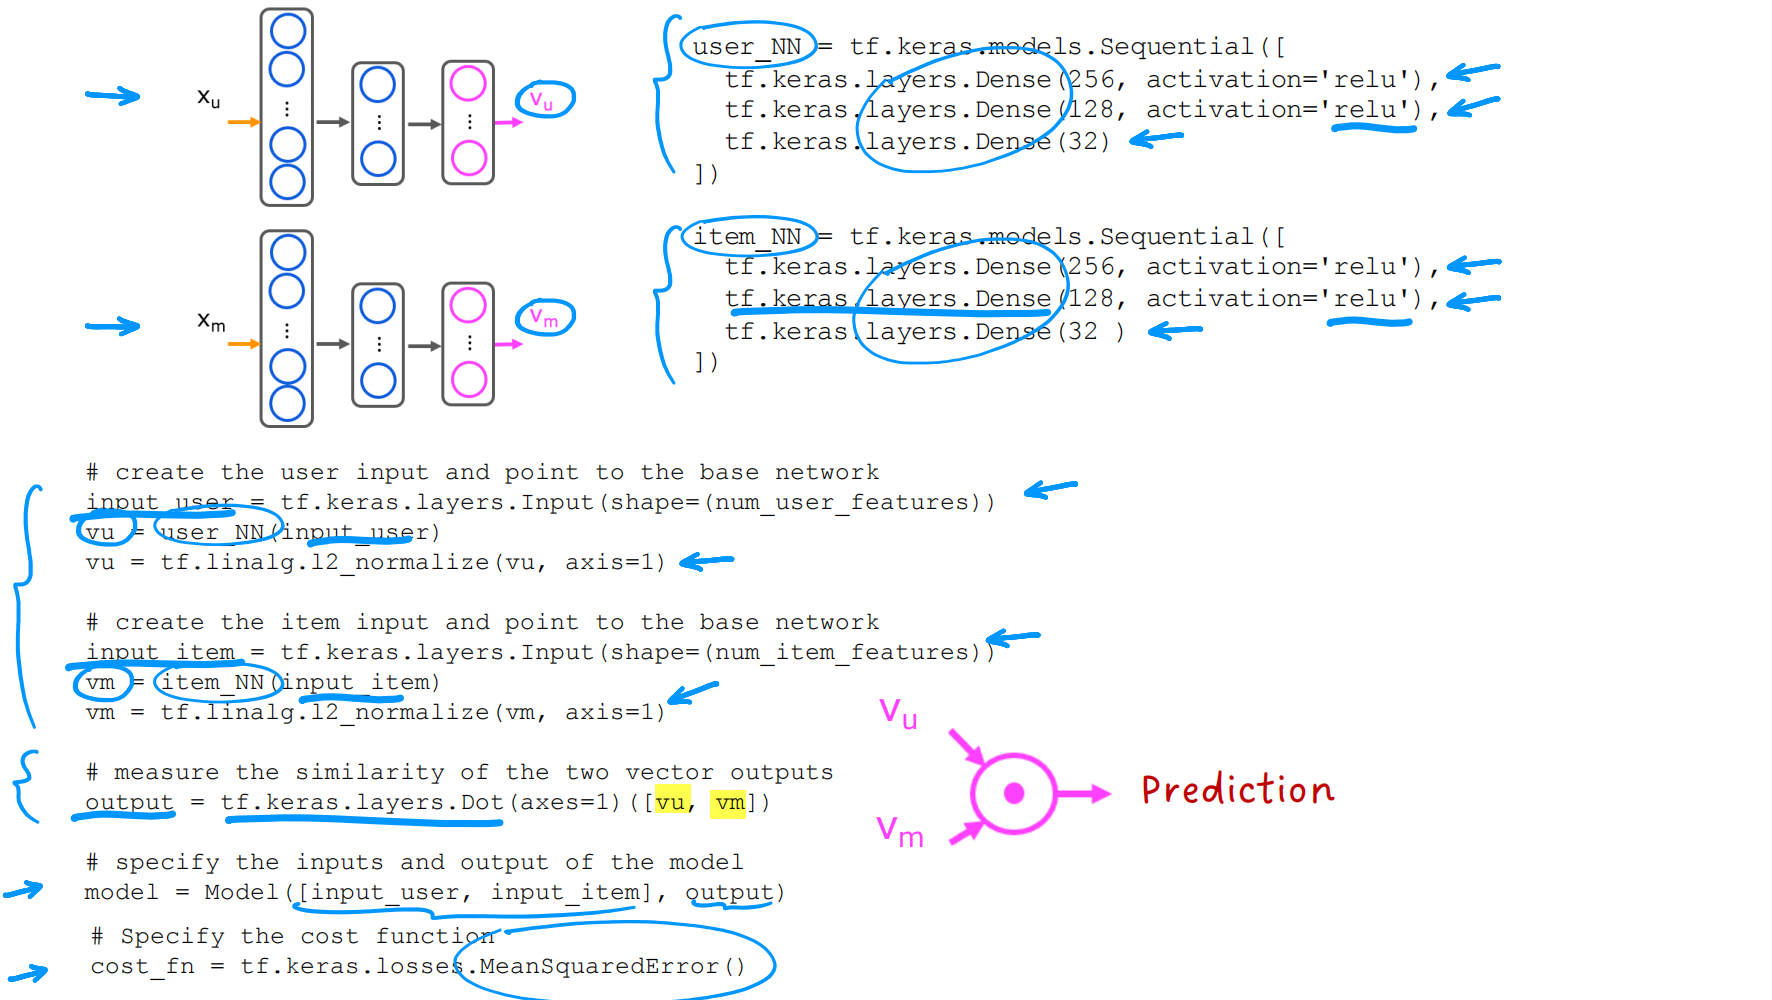 xu
vu
user_NN = tf.keras.models.Sequential([
tf.keras.layers.Dense(256, activation='relu'),
tf.keras.layers.Dense(128, activation='relu'),
tf.keras.layers.Dense(32)
])
xm
vm
item_NN = tf.keras.models.Sequential([
tf.keras.layers.Dense(256, activation='relu'),
tf.keras.layers.Dense(128, activation='relu'),
tf.keras.layers.Dense(32 )
])
# create the user input and point to the base network
input_user = tf.keras.layers.Input(shape=(num_user_features))
vu = user_NN(input_user)
vu = tf.linalg.l2_normalize(vu, axis=1)
# create the item input and point to the base network
input_item = tf.keras.layers.Input(shape=(num_item_features))
vm = item_NN(input_item)
vm = tf.linalg.l2_normalize(vm, axis=1)
# measure the similarity of the two vector outputs
output = tf.keras.layers.Dot(axes=1)([vu, vm])
# specify the inputs and output of the model
model = Model([input_user, input_item], output)
# Specify the cost function
cost_fn = tf.keras.losses.MeanSquaredError()
vu
vm
Prediction